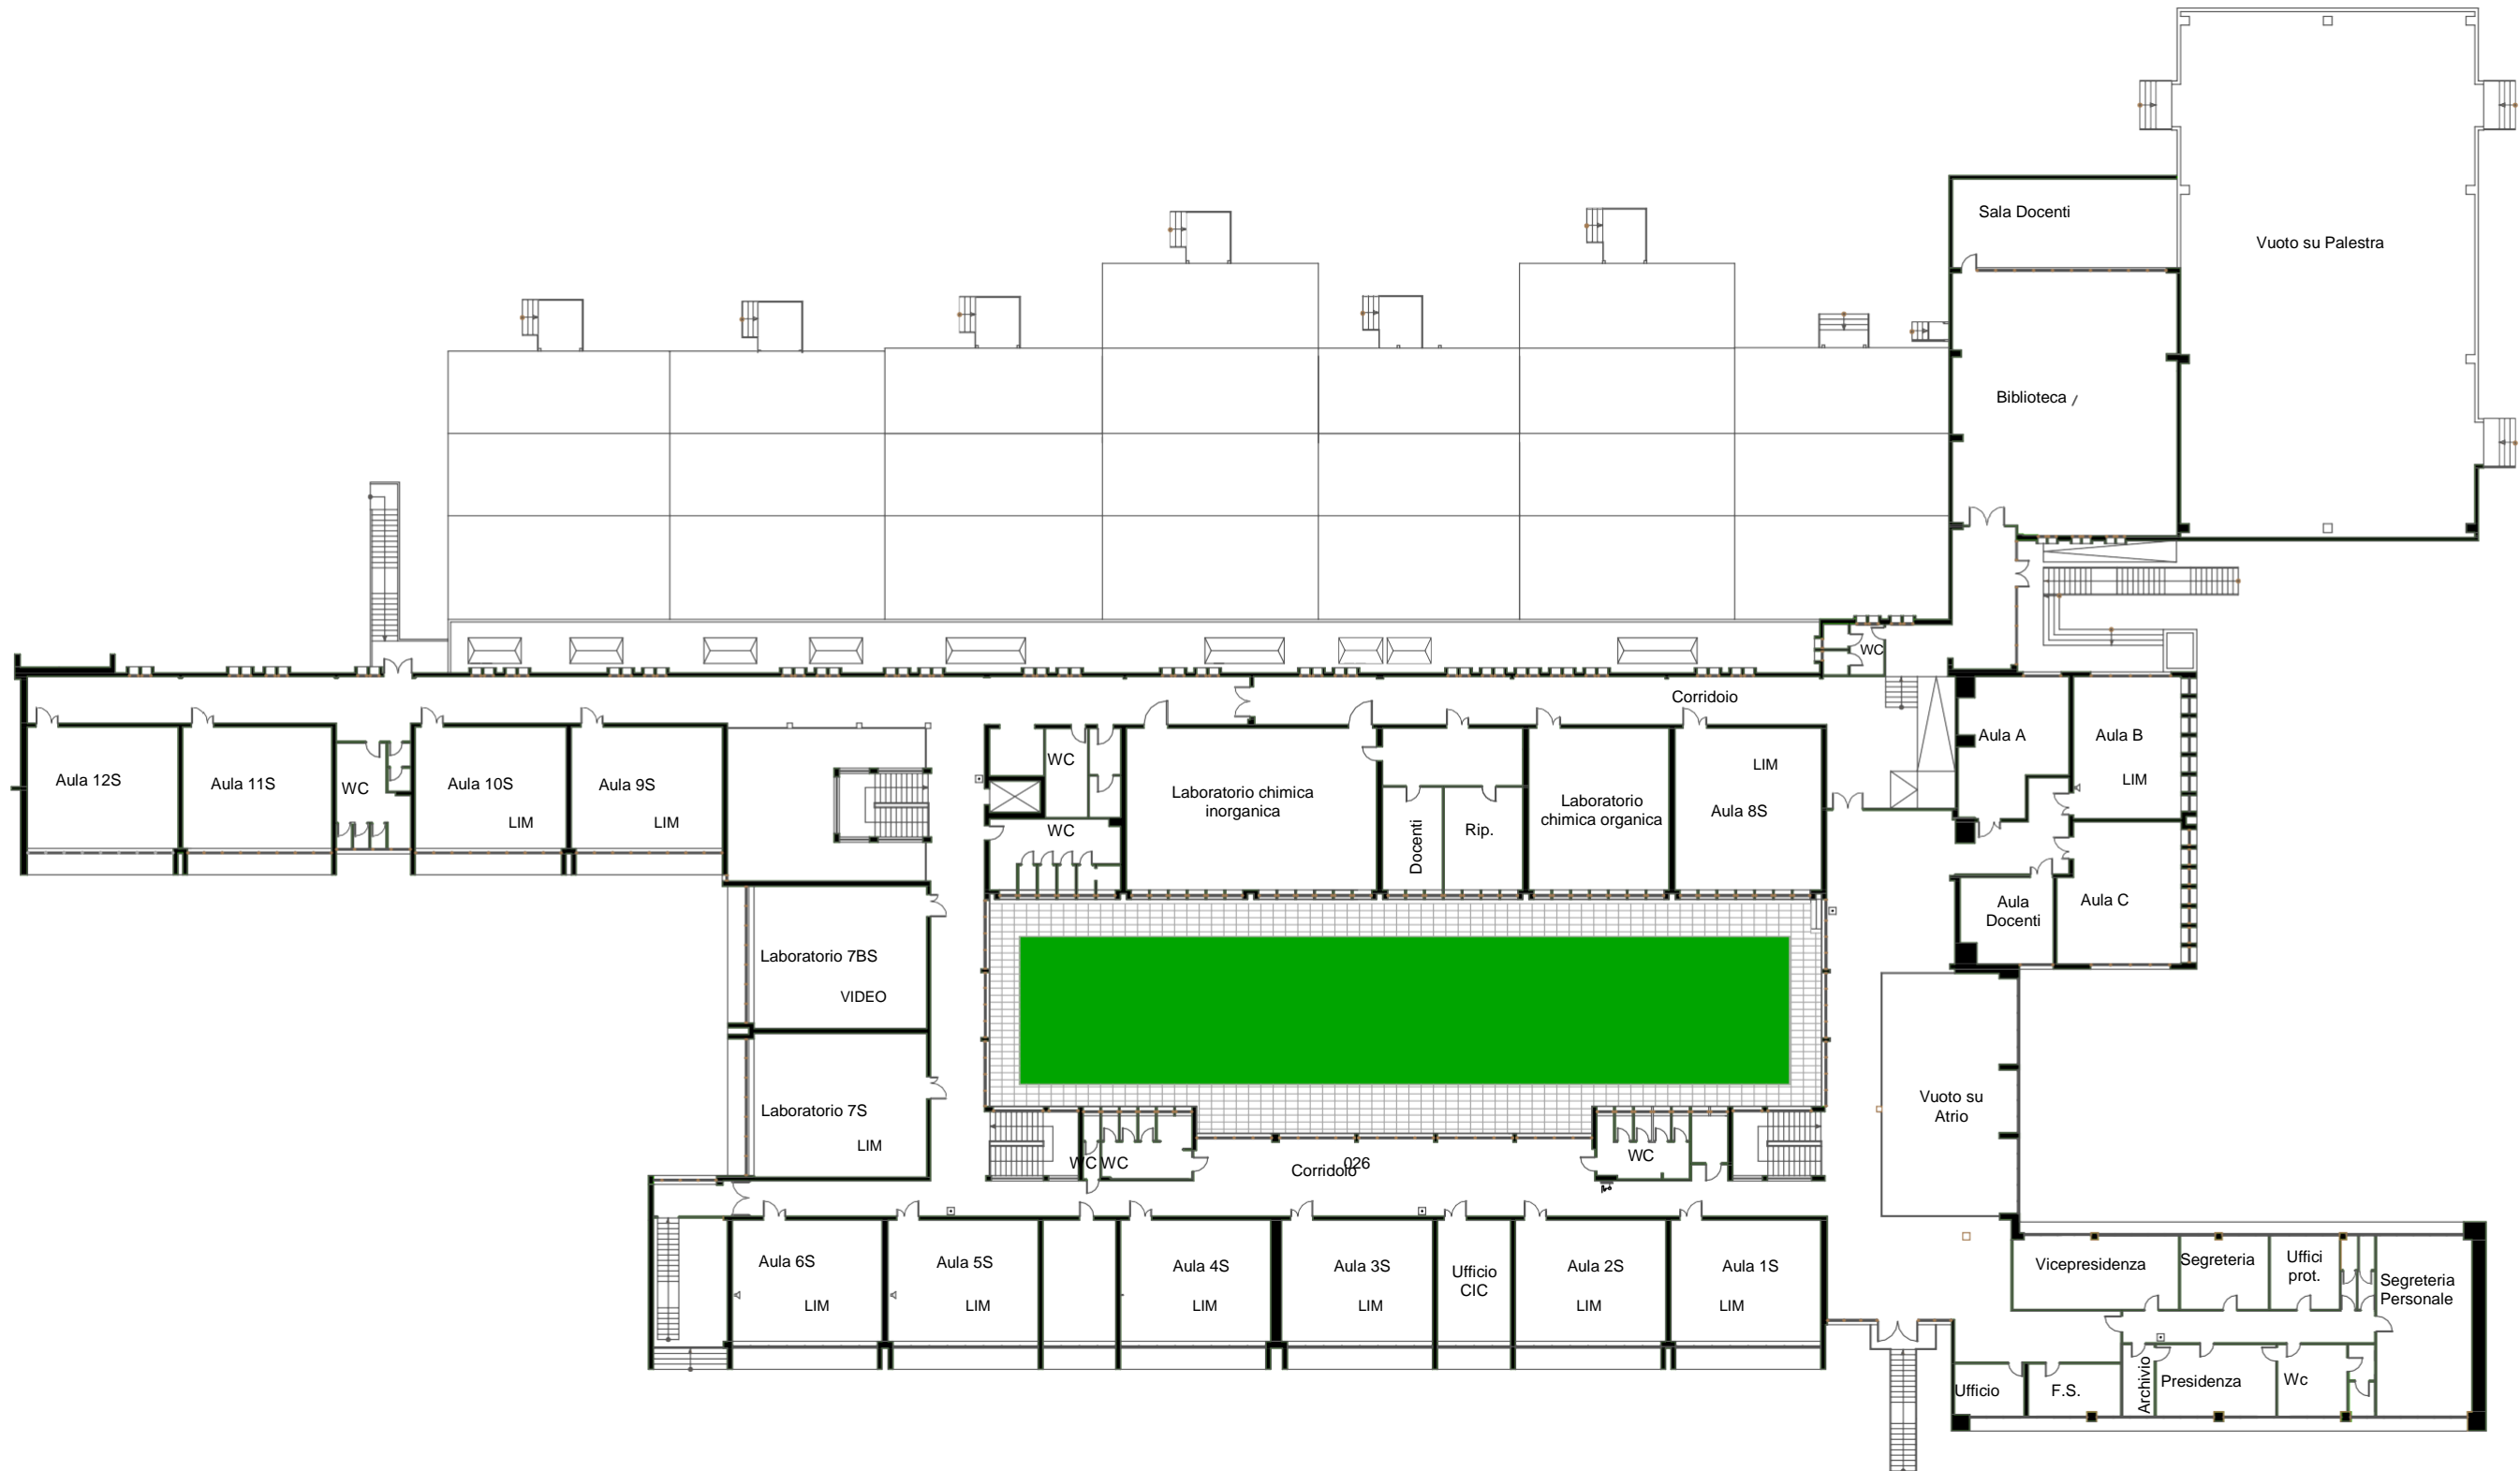 Sala Docenti
Vuoto su Palestra
Biblioteca /
WC
Corridoio
Aula 12S
Aula 11S
WC
Aula 10S
LIM
Aula 9S
LIM
WC
WC
Laboratorio chimica
inorganica
Docenti
Rip.
Laboratorio
chimica organica
LIM
Aula 8S
Aula A
Aula B
LIM
Aula
Docenti
Aula C
Laboratorio 7BS
VIDEO
Laboratorio 7S
LIM
Vuoto su
Atrio
WC WC
Corridoio
026
WC
Aula 6S
LIM
Aula 5S
LIM
Aula 4S
LIM
Aula 3S
LIM
Ufficio
CIC
Aula 2S
LIM
Aula 1S
LIM
Vicepresidenza
Segreteria
Uffici
prot.
Segreteria
Personale
Ufficio
F.S.
Archivio
Presidenza
Wc